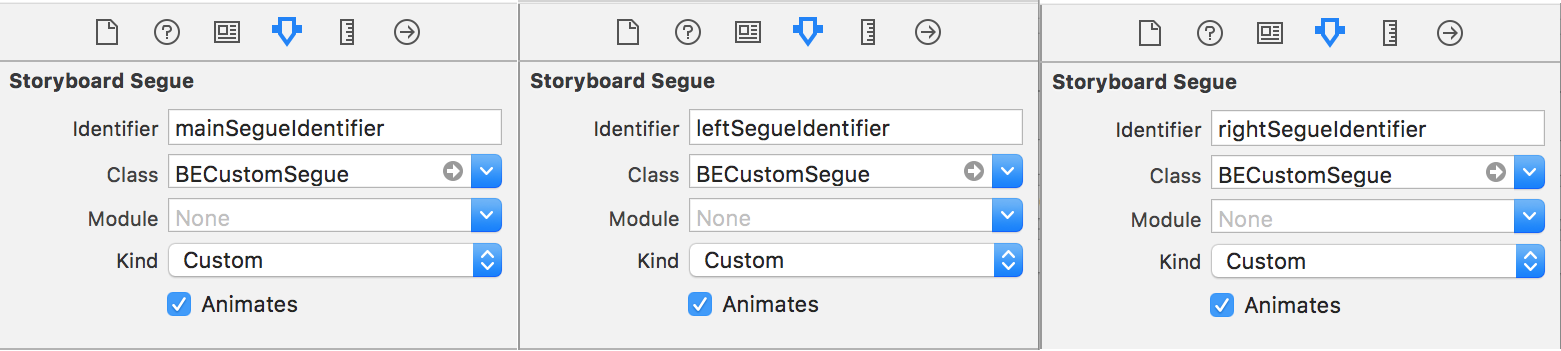 Storyboard Segue
Identifier mainSegueIdentifier
Class BECustomSegue
Module None
Kind Custom
Animates
Storyboard Segue
Identifier leftSegueIdentifier
Class BECustomSegue
Module None
Kind Custom
Animates
Storyboard Segue
Identifier rightSegueIdentifier
Class BECustomSegue
Module None
Kind Custom
Animates